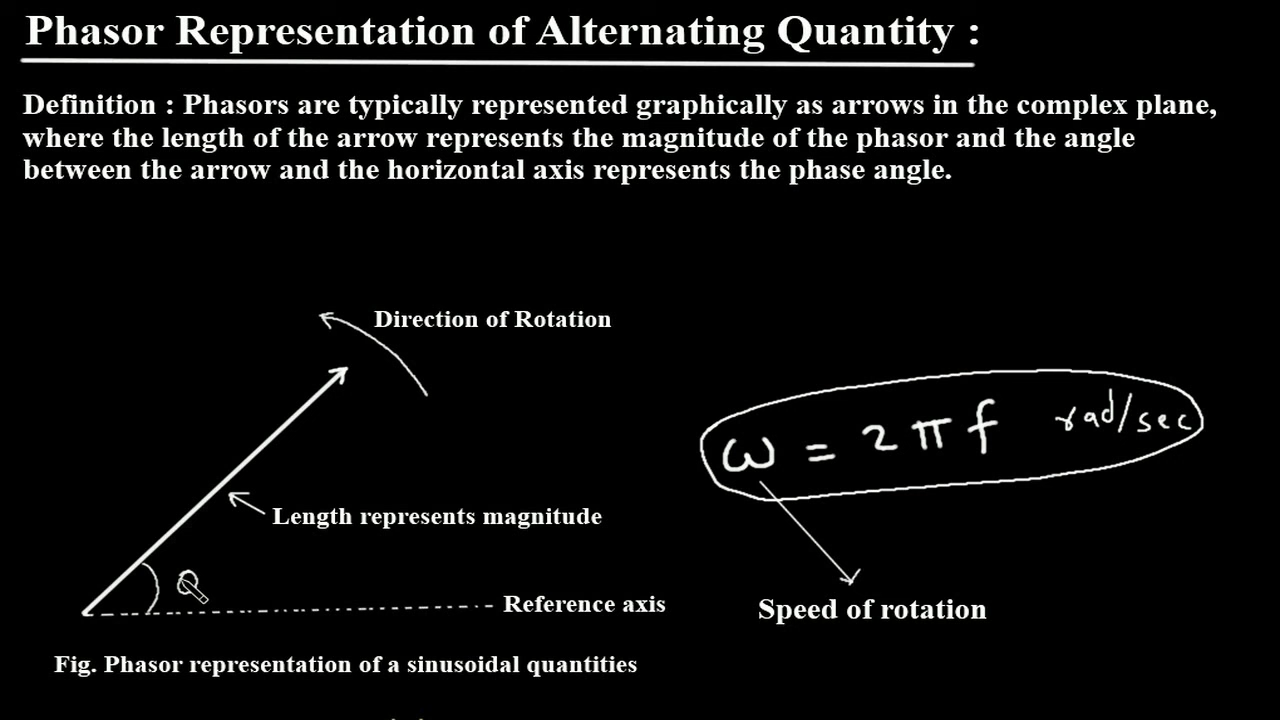 Phasor Representation of Alternating Quantity :
Definition : Phasors are typically represented graphically as arrows in the complex plane,
where the length of the arrow represents the magnitude of the phasor and the angle
between the arrow and the horizontal axis represents the phase angle.
Direction of Rotation
ω = 2πf rad/sec
Length represents magnitude
Reference axis
Speed of rotation
Fig. Phasor representation of a sinusoidal quantities